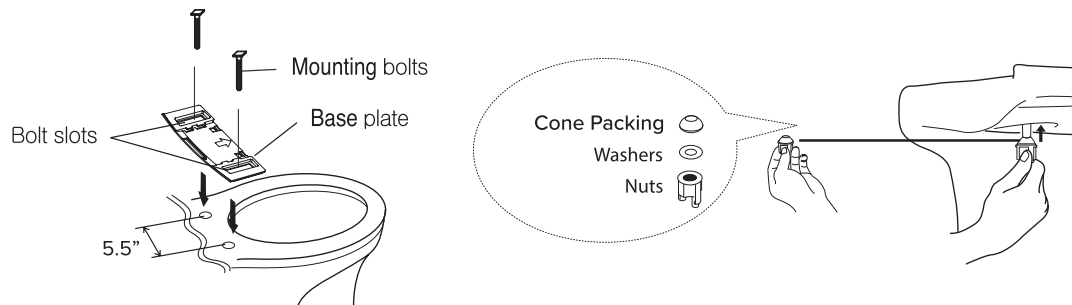 Mounting bolts
Base plate
Bolt slots
5.5”
Cone Packing
Washers
Nuts